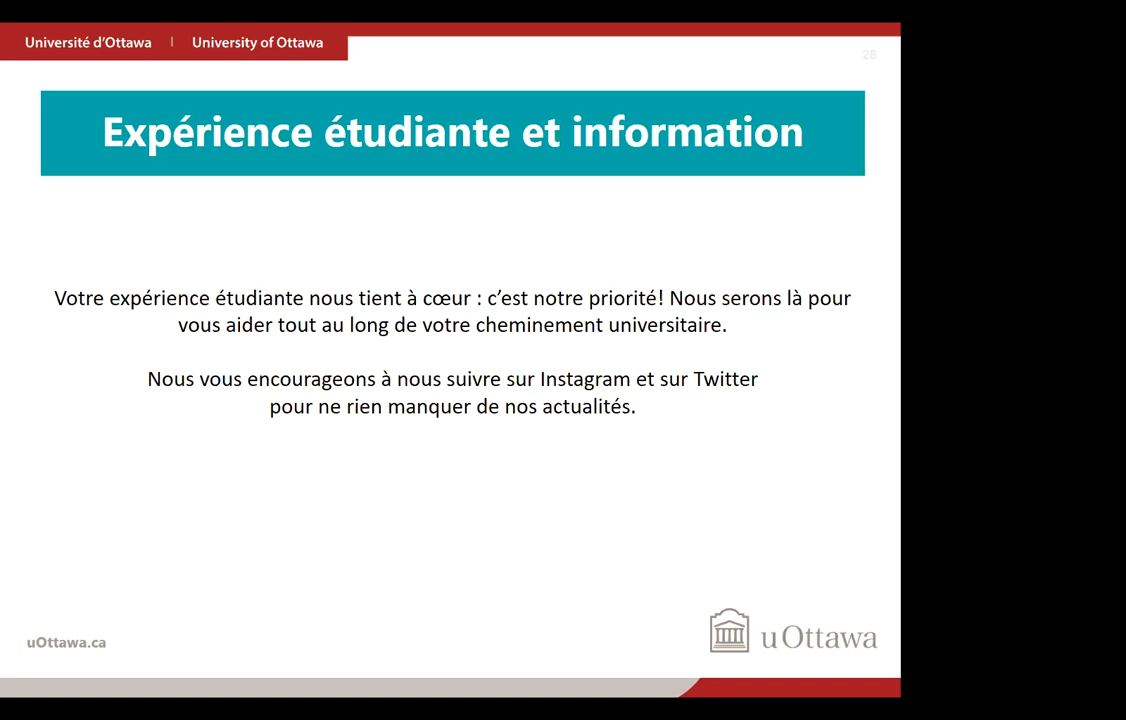 Université d'Ottawa | University of Ottawa
28
Expérience étudiante et information
Votre expérience étudiante nous tient à cœur : c'est notre priorité! Nous serons là pour
vous aider tout au long de votre cheminement universitaire.
Nous vous encourageons à nous suivre sur Instagram et sur Twitter
pour ne rien manquer de nos actualités.
uOttawa.ca
uOttawa